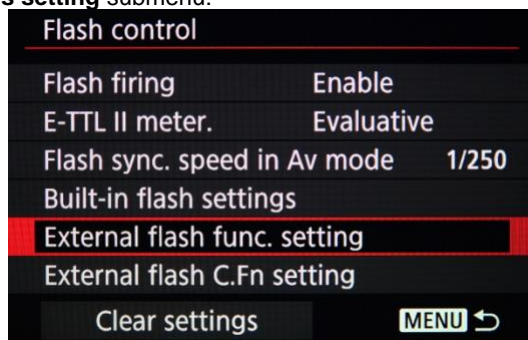 s setting submenu.
Flash control
Flash firing Enable
E-TTL II meter. Evaluative
Flash sync. speed in Av mode 1/250
Built-in flash settings
External flash func. setting
External flash C.Fn setting
Clear settings MENU